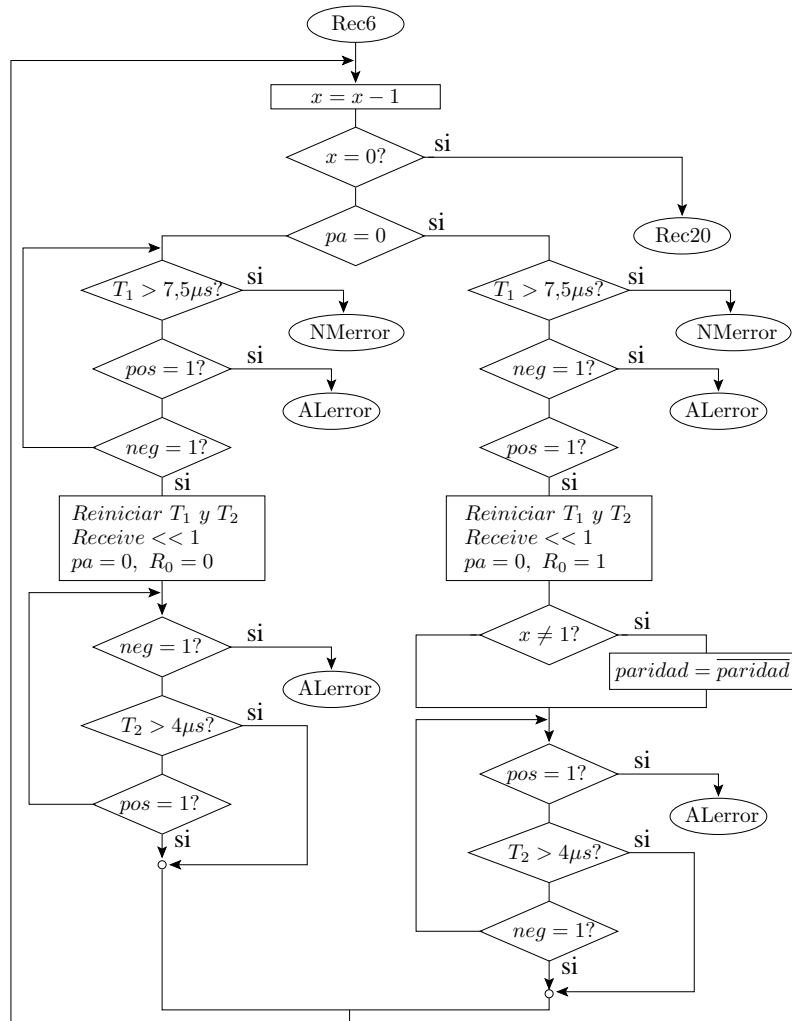 Rec6
x = x − 1
x = 0?
si
pa = 0
si
Rec20
T₁ > 7,5μs?
si
NMerror
pos = 1?
si
ALerror
neg = 1?
si
Reiniciar T₁ y T₂
Receive << 1
pa = 0, R₀ = 0
neg = 1?
si
ALerror
T₂ > 4μs?
si
pos = 1?
si
T₁ > 7,5μs?
si
NMerror
neg = 1?
si
ALerror
pos = 1?
si
Reiniciar T₁ y T₂
Receive << 1
pa = 0, R₀ = 1
x ≠ 1?
si
paridad = \overline{paridad}
pos = 1?
si
ALerror
T₂ > 4μs?
si
neg = 1?
si